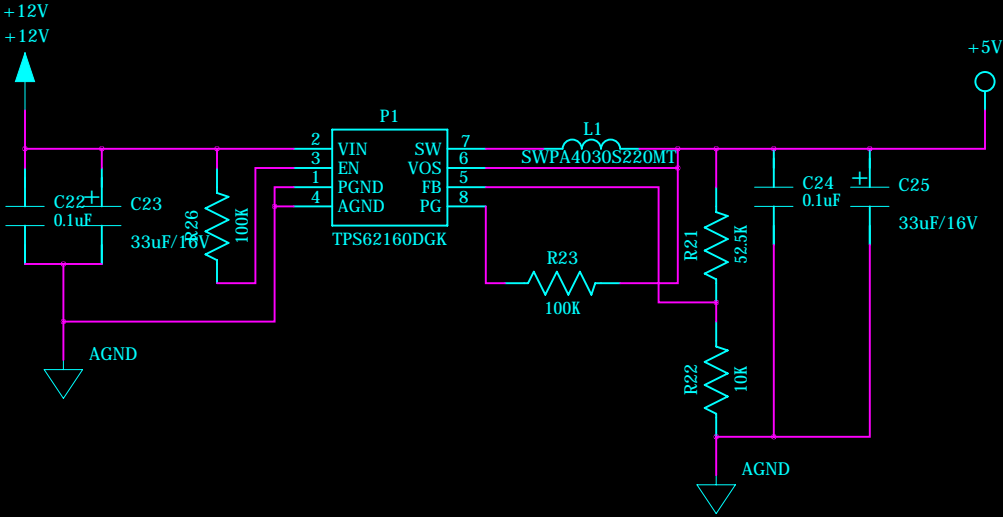 +12V
+12V
+5V
P1
L1
2
VIN
SW
7
SWPA4030S220MT
3
EN
VOS
6
1
PGND
FB
5
4
AGND
PG
8
TPS62160DGK
C22
0.1uF
+
C23
33uF/16V
R26
100K
R23
100K
R21
52.5K
C24
0.1uF
+
C25
33uF/16V
R22
10K
AGND
AGND